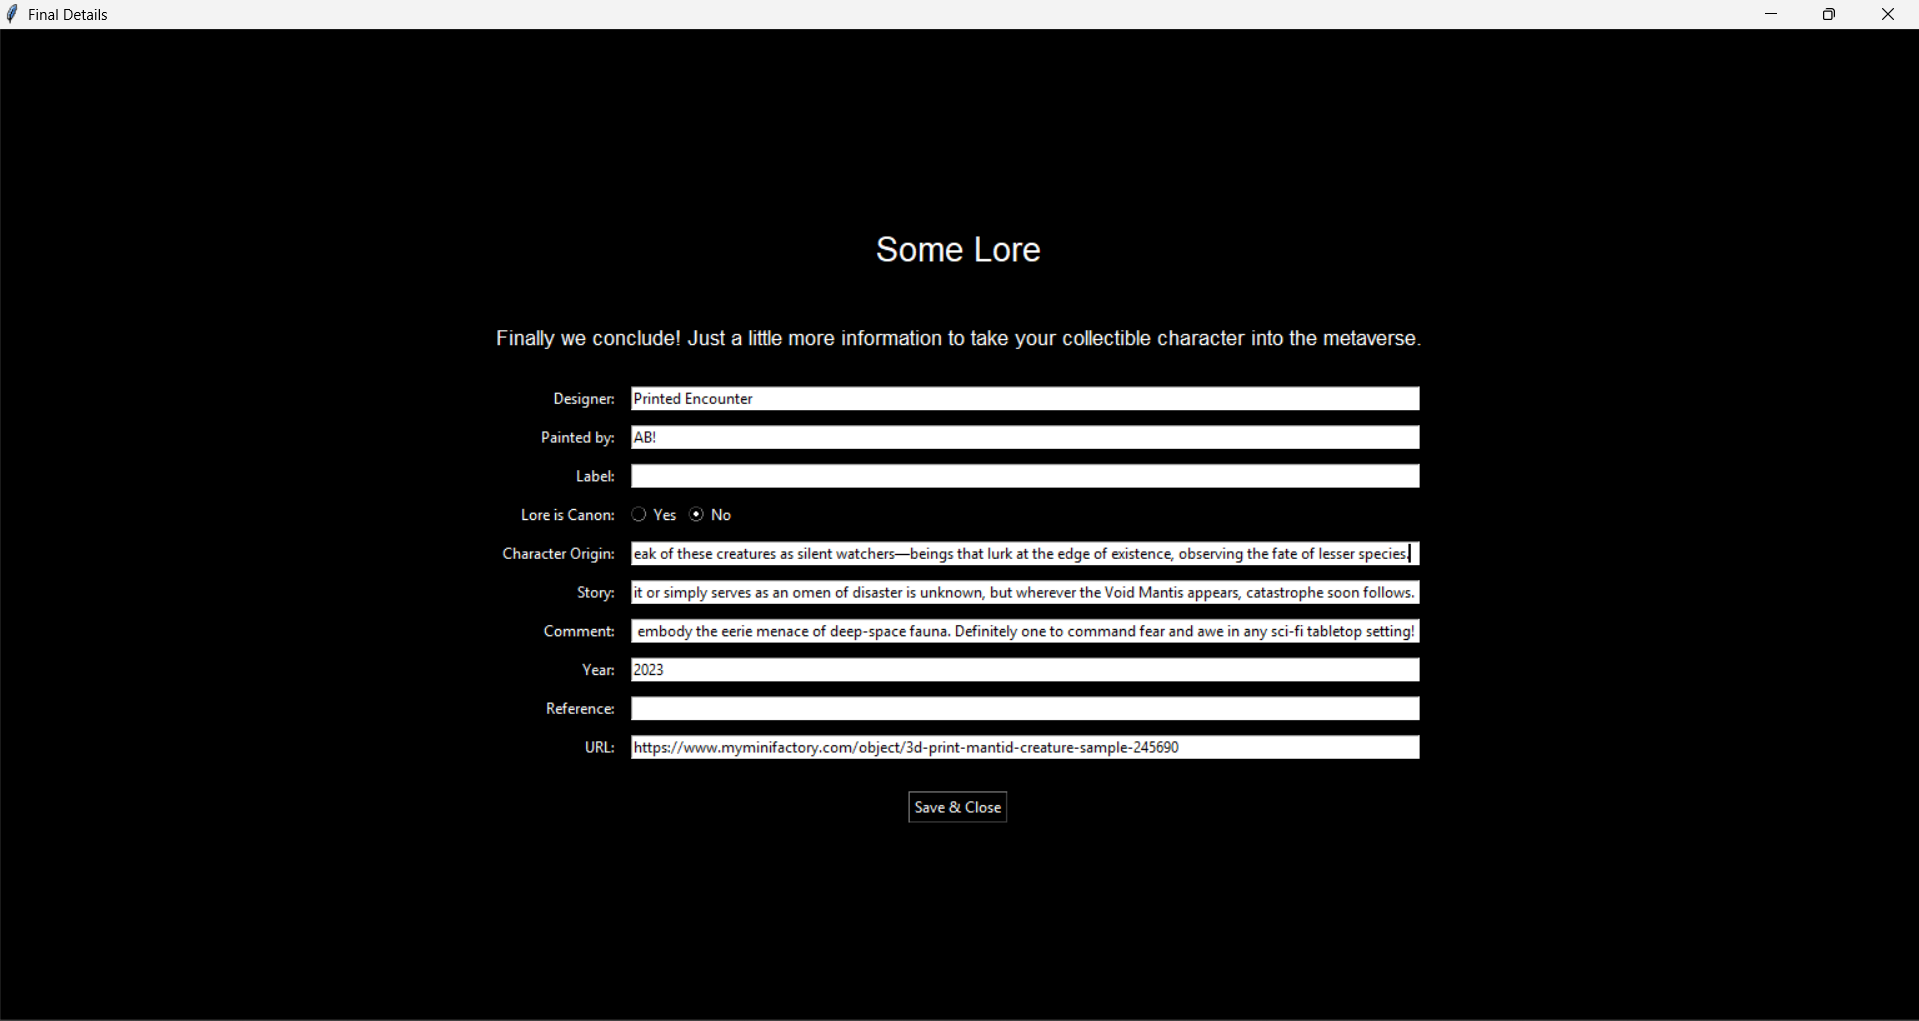 Final Details
Some Lore
Finally we conclude! Just a little more information to take your collectible character into the metaverse.
Designer: Printed Encounter
Painted by: AB!
Label:
Lore is Canon: Yes No
Character Origin: eak of these creatures as silent watchers—beings that lurk at the edge of existence, observing the fate of lesser species.
Story: it or simply serves as an omen of disaster is unknown, but wherever the Void Mantis appears, catastrophe soon follows.
Comment: embody the eerie menace of deep-space fauna. Definitely one to command fear and awe in any sci-fi tabletop setting!
Year: 2023
Reference:
URL: https://www.myminifactory.com/object/3d-print-mantid-creature-sample-245690
Save & Close